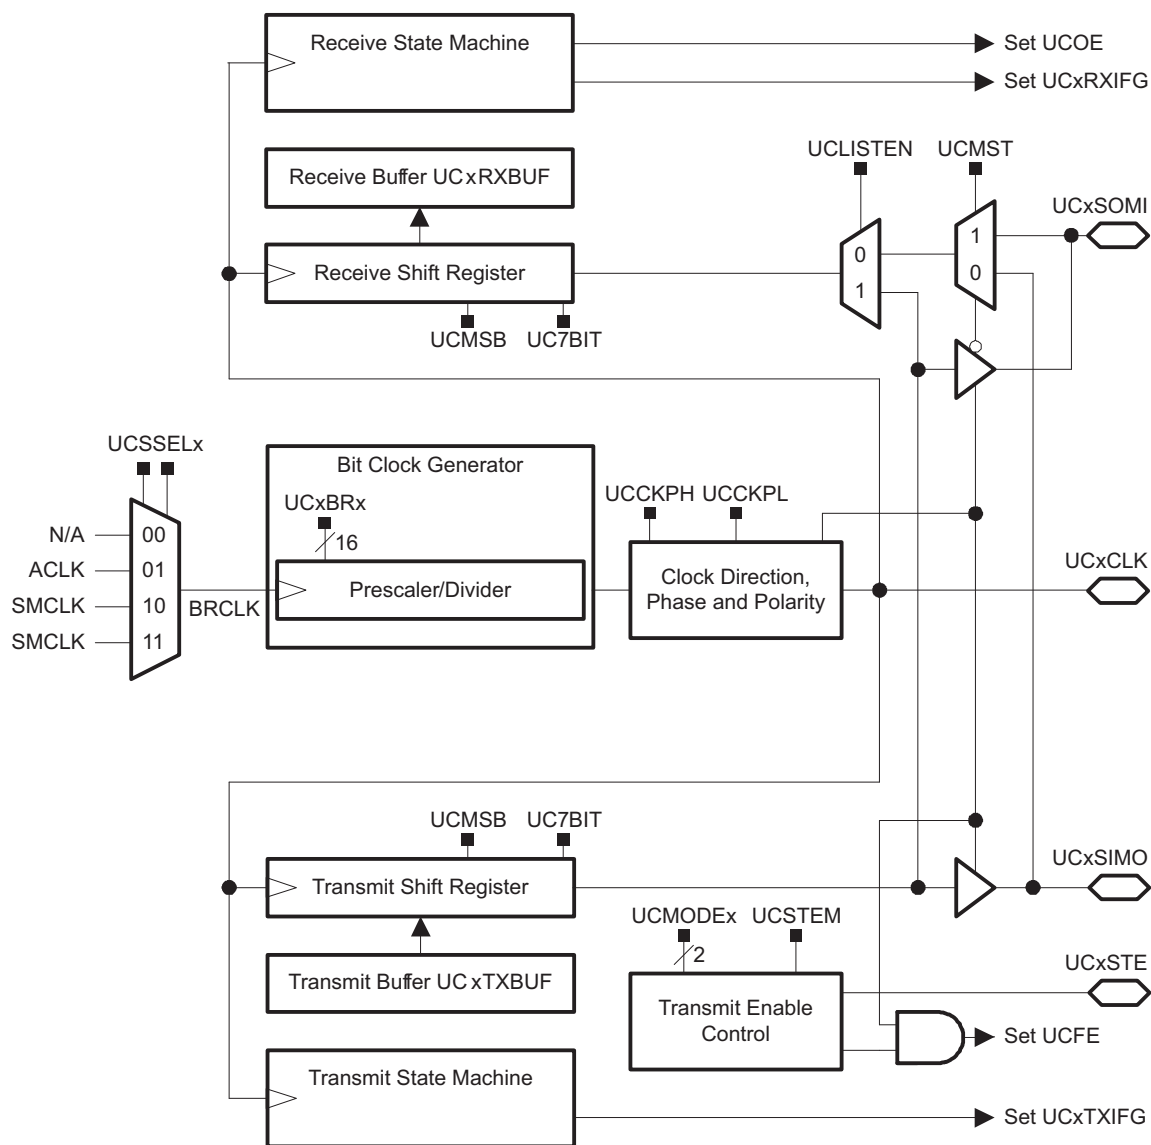 Receive State Machine
Set UCOE
Set UCxRXIFG
UCLISTEN
UCMST
Receive Buffer UCxRXBUF
UCxSOMI
1
0
0
1
Receive Shift Register
UCMSB
UC7BIT
UCSSELx
Bit Clock Generator
UCxBRx
16
UCCKPH
UCCKPL
N/A
00
ACLK
01
SMCLK
10
SMCLK
11
BRCLK
Prescaler/Divider
Clock Direction,
Phase and Polarity
UCxCLK
UCMSB
UC7BIT
Transmit Shift Register
UCxSIMO
UCMODEx
2
UCSTEM
Transmit Buffer UCxTXBUF
UCxSTE
Transmit Enable
Control
Set UCFE
Transmit State Machine
Set UCxTXIFG